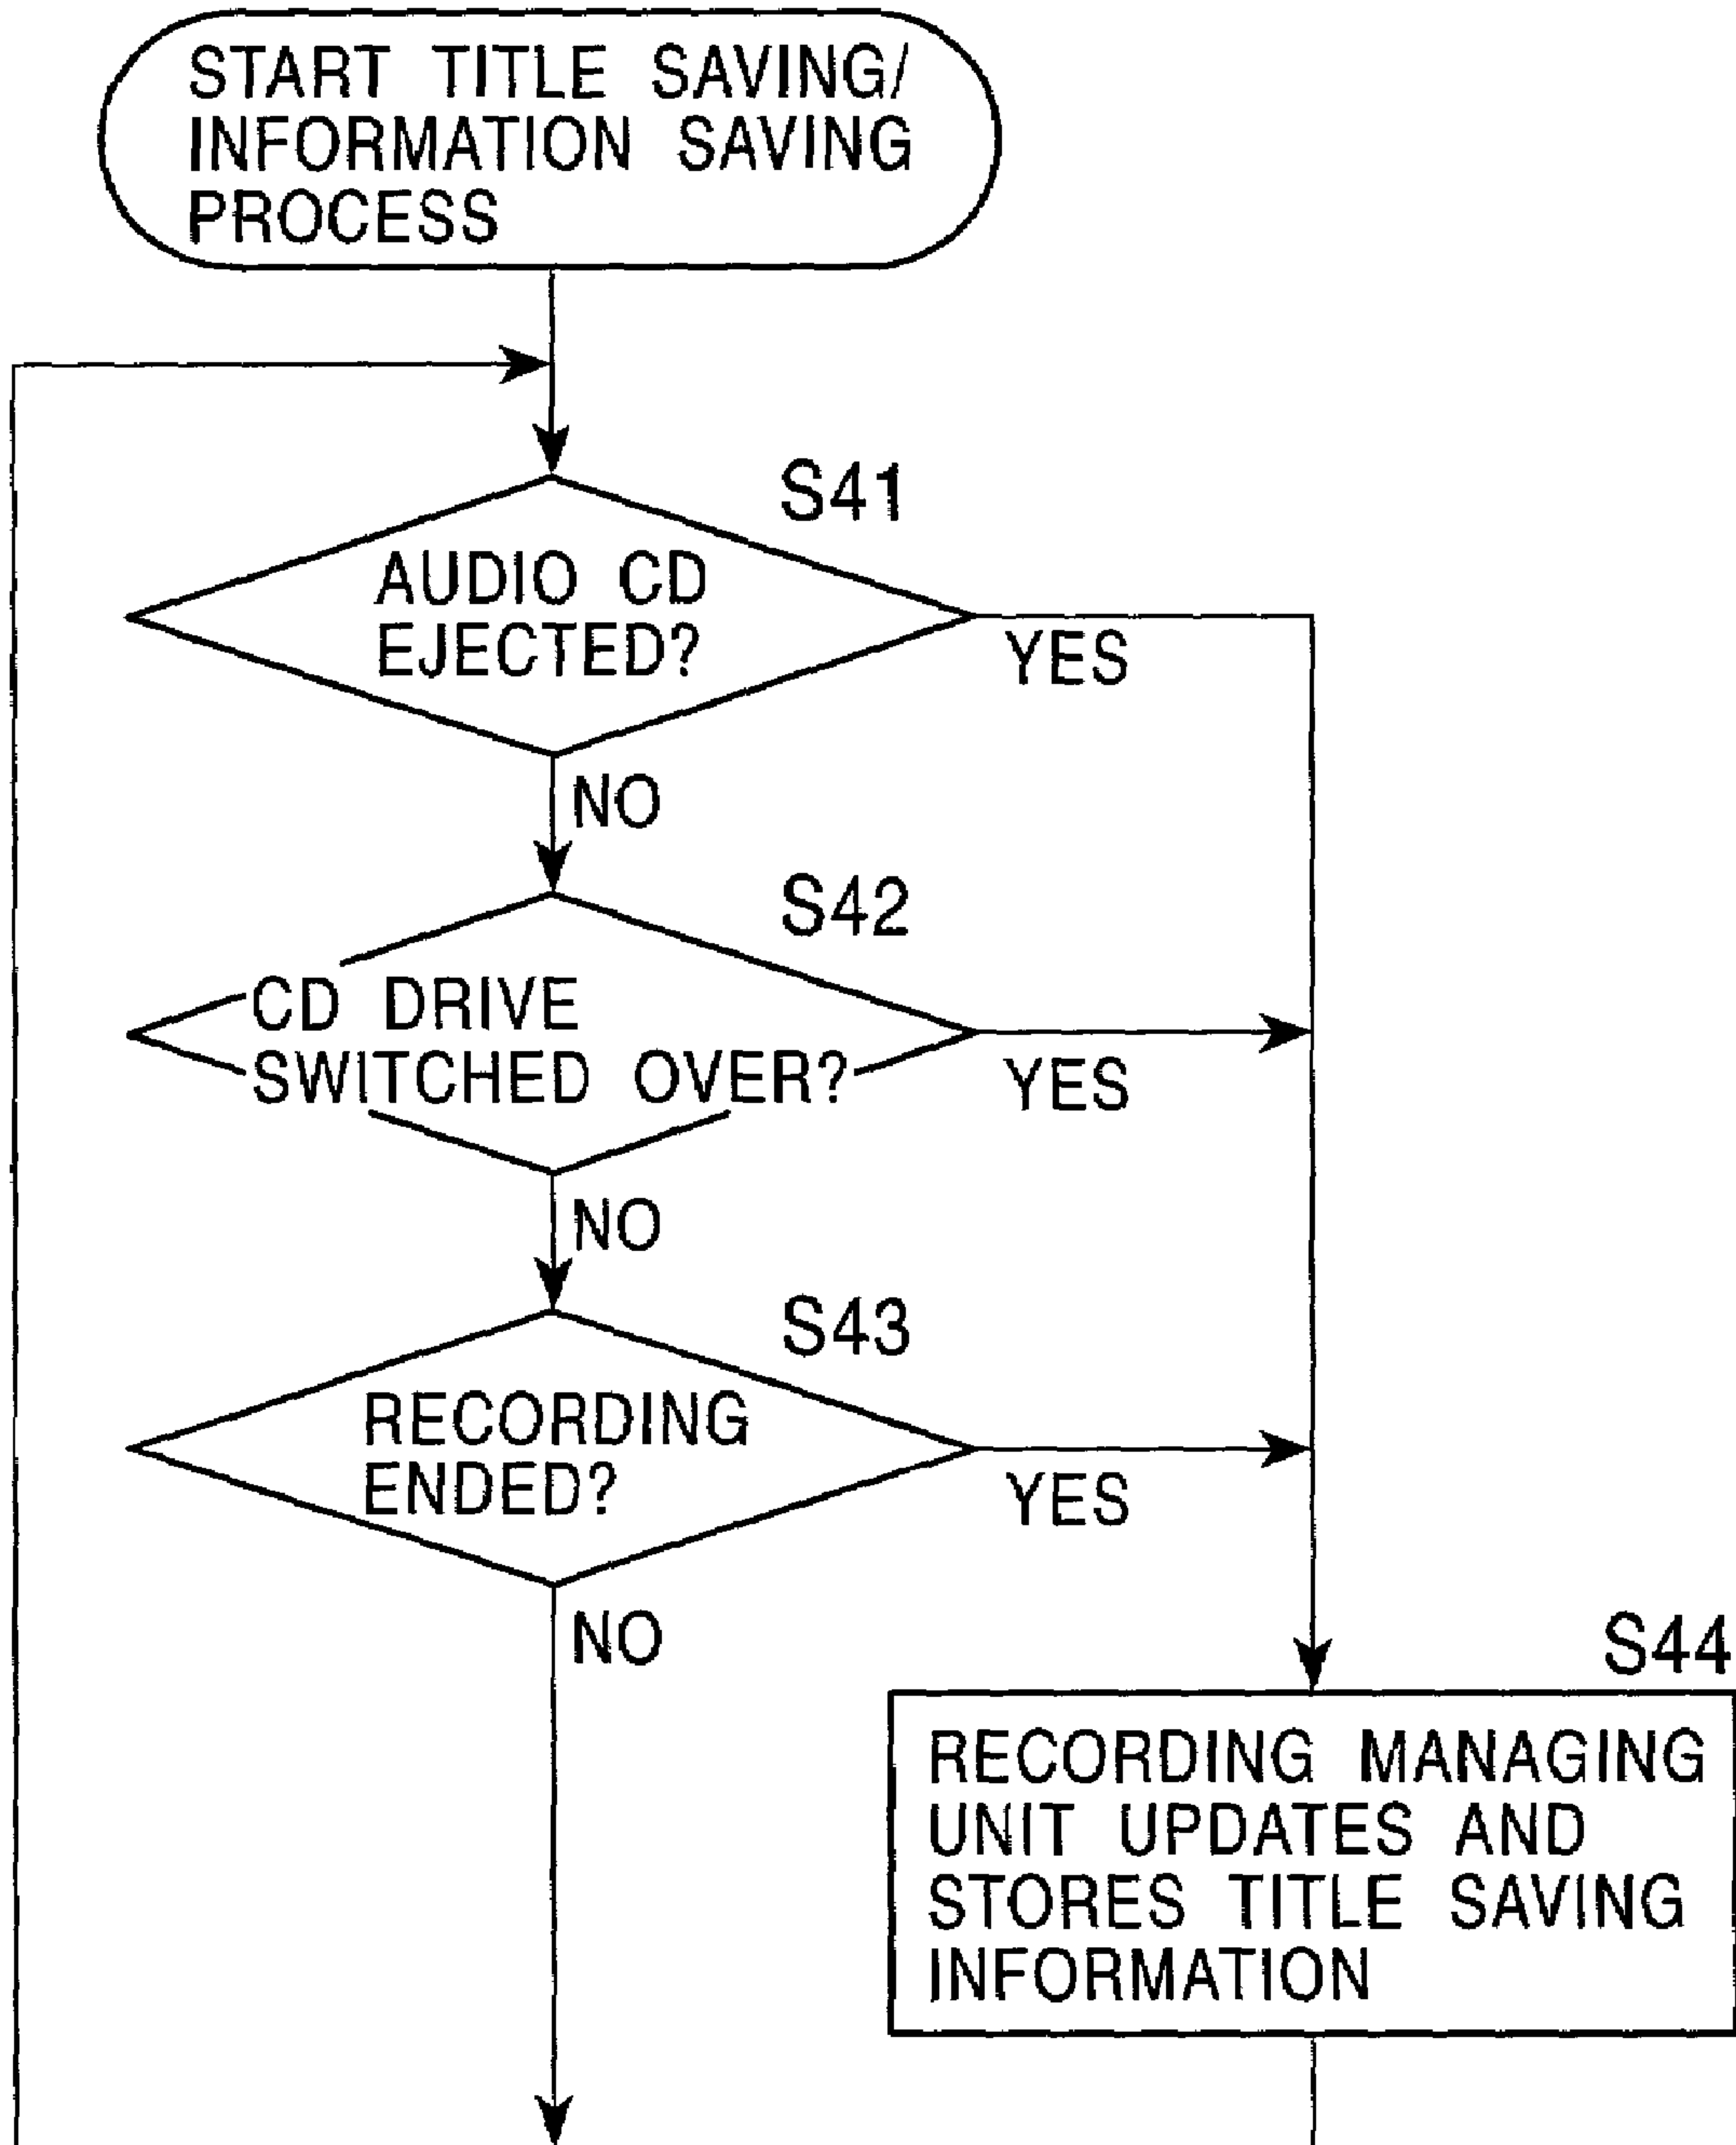 START TITLE SAVING/
INFORMATION SAVING
PROCESS
S41
AUDIO CD
EJECTED?
YES
NO
S42
CD DRIVE
SWITCHED OVER?
YES
NO
S43
RECORDING
ENDED?
YES
NO
S44
RECORDING MANAGING
UNIT UPDATES AND
STORES TITLE SAVING
INFORMATION